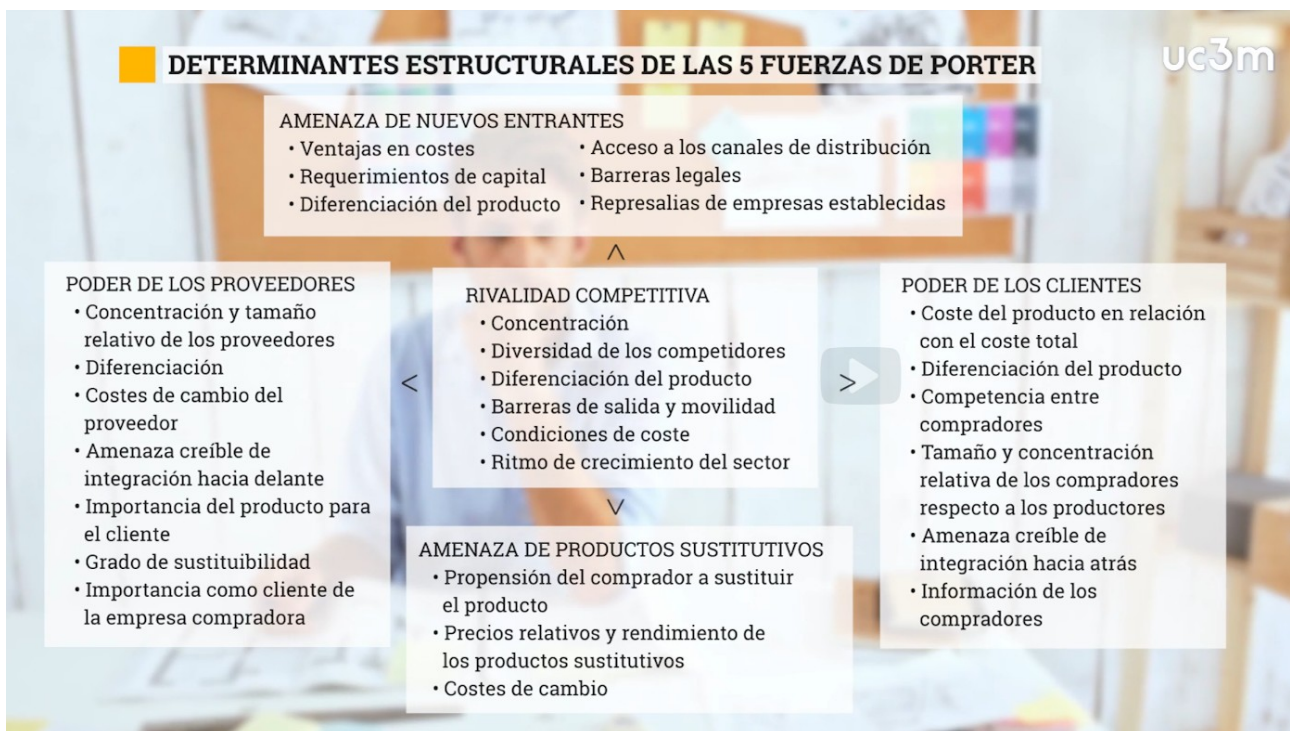 uc3m
DETERMINANTES ESTRUCTURALES DE LAS 5 FUERZAS DE PORTER
AMENAZA DE NUEVOS ENTRANTES
• Ventajas en costes
• Requerimientos de capital
• Diferenciación del producto
• Acceso a los canales de distribución
• Barreras legales
• Represalias de empresas establecidas
PODER DE LOS PROVEEDORES
• Concentración y tamaño
relativo de los proveedores
• Diferenciación
• Costes de cambio del
proveedor
• Amenaza creíble de
integración hacia delante
• Importancia del producto para
el cliente
• Grado de sustituibilidad
• Importancia como cliente de
la empresa compradora
RIVALIDAD COMPETITIVA
• Concentración
• Diversidad de los competidores
• Diferenciación del producto
• Barreras de salida y movilidad
• Condiciones de coste
• Ritmo de crecimiento del sector
PODER DE LOS CLIENTES
• Coste del producto en relación
con el coste total
• Diferenciación del producto
• Competencia entre
compradores
• Tamaño y concentración
relativa de los compradores
respecto a los productores
• Amenaza creíble de
integración hacia atrás
• Información de los
compradores
AMENAZA DE PRODUCTOS SUSTITUTIVOS
• Propensión del comprador a sustituir
el producto
• Precios relativos y rendimiento de
los productos sustitutivos
• Costes de cambio